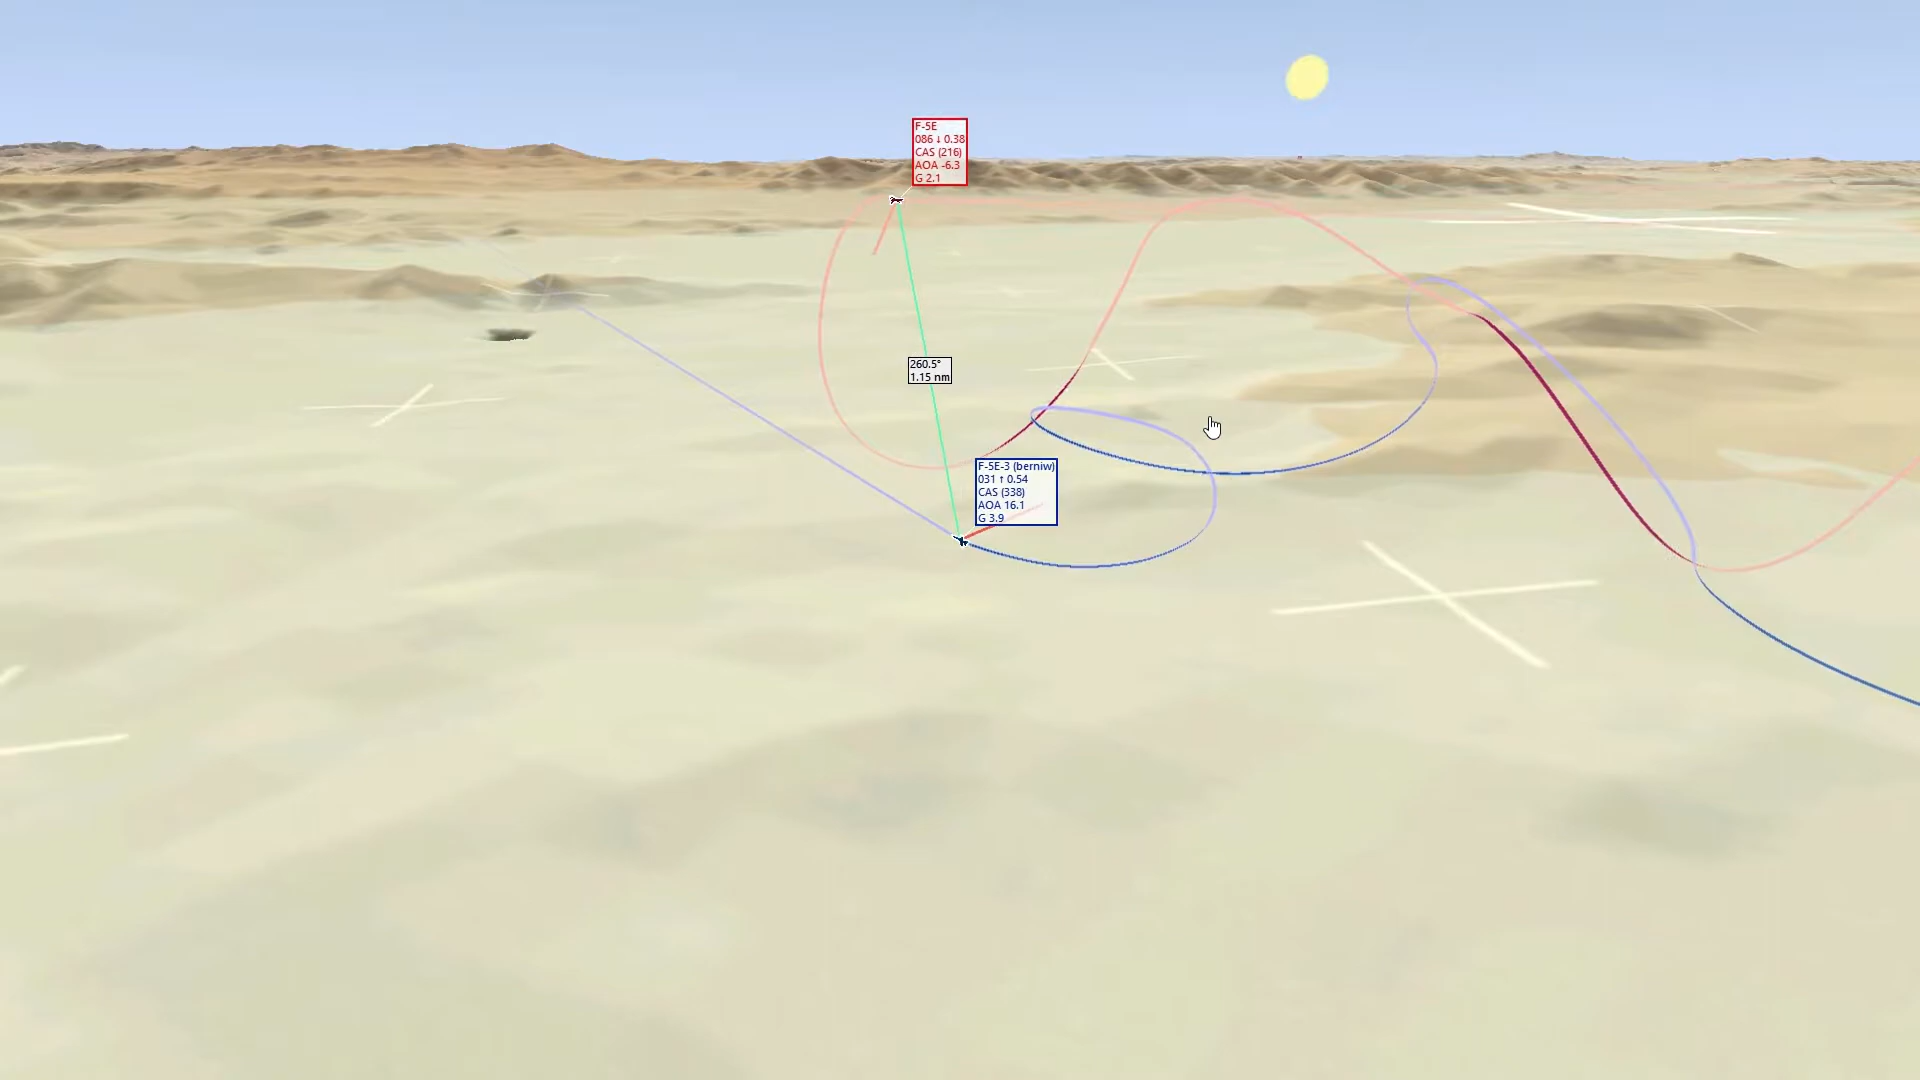 F-5E
086 ↓ 0.38
CAS (216)
AOA -6.3
G 2.1
260.5°
1.15 nm
F-5E-3 (berniw)
031 ↑ 0.54
CAS (338)
AOA 16.1
G 3.9